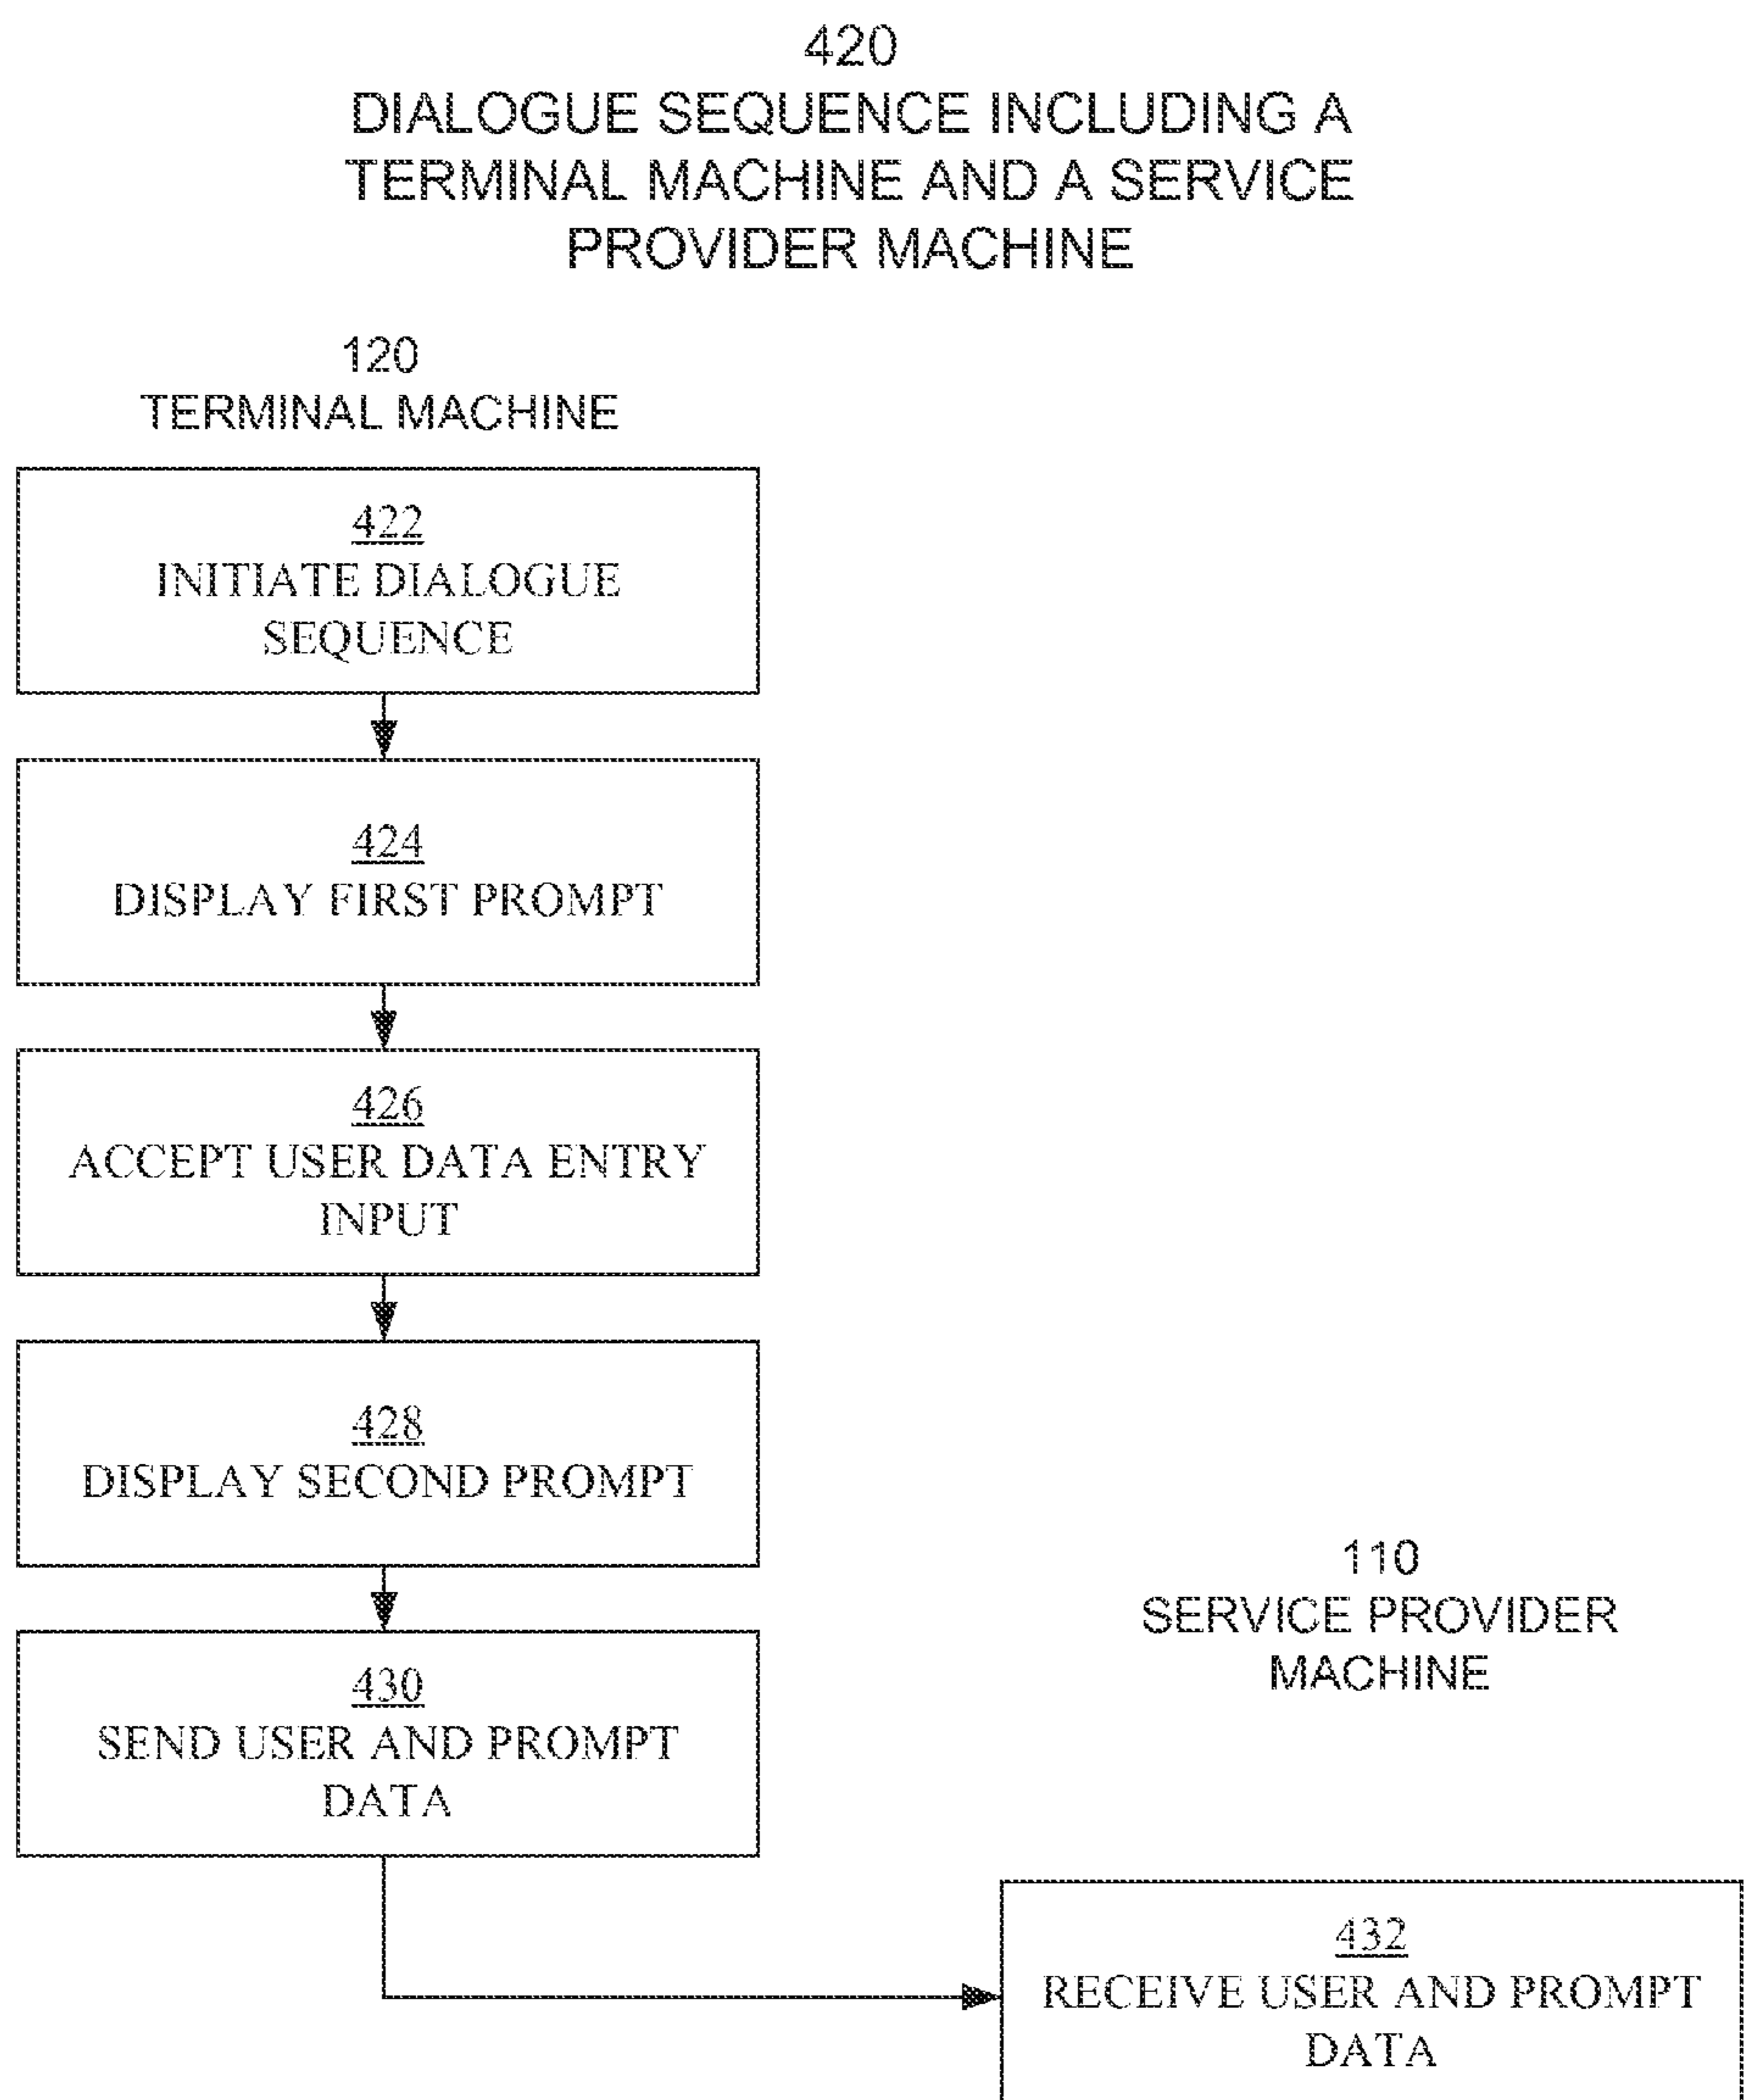 420
DIALOGUE SEQUENCE INCLUDING A
TERMINAL MACHINE AND A SERVICE
PROVIDER MACHINE
120
TERMINAL MACHINE
422
INITIATE DIALOGUE
SEQUENCE
424
DISPLAY FIRST PROMPT
426
ACCEPT USER DATA ENTRY
INPUT
428
DISPLAY SECOND PROMPT
430
SEND USER AND PROMPT
DATA
110
SERVICE PROVIDER
MACHINE
432
RECEIVE USER AND PROMPT
DATA